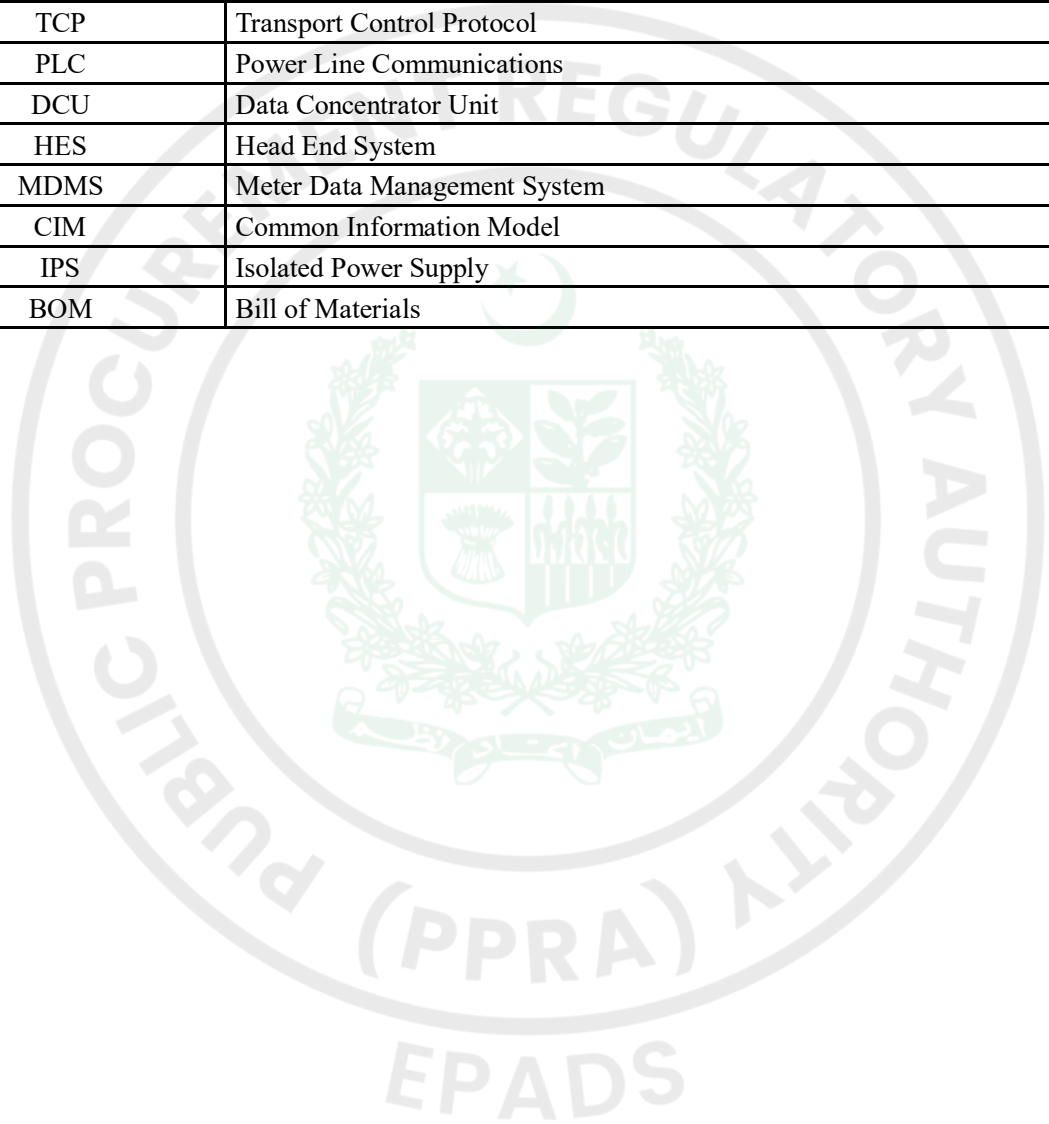 TCP Transport Control Protocol
PLC Power Line Communications
DCU Data Concentrator Unit
HES Head End System
MDMS Meter Data Management System
CIM Common Information Model
IPS Isolated Power Supply
BOM Bill of Materials
PUBLIC PROCUREMENT REGULATORY AUTHORITY
(PPRA)
EPADS